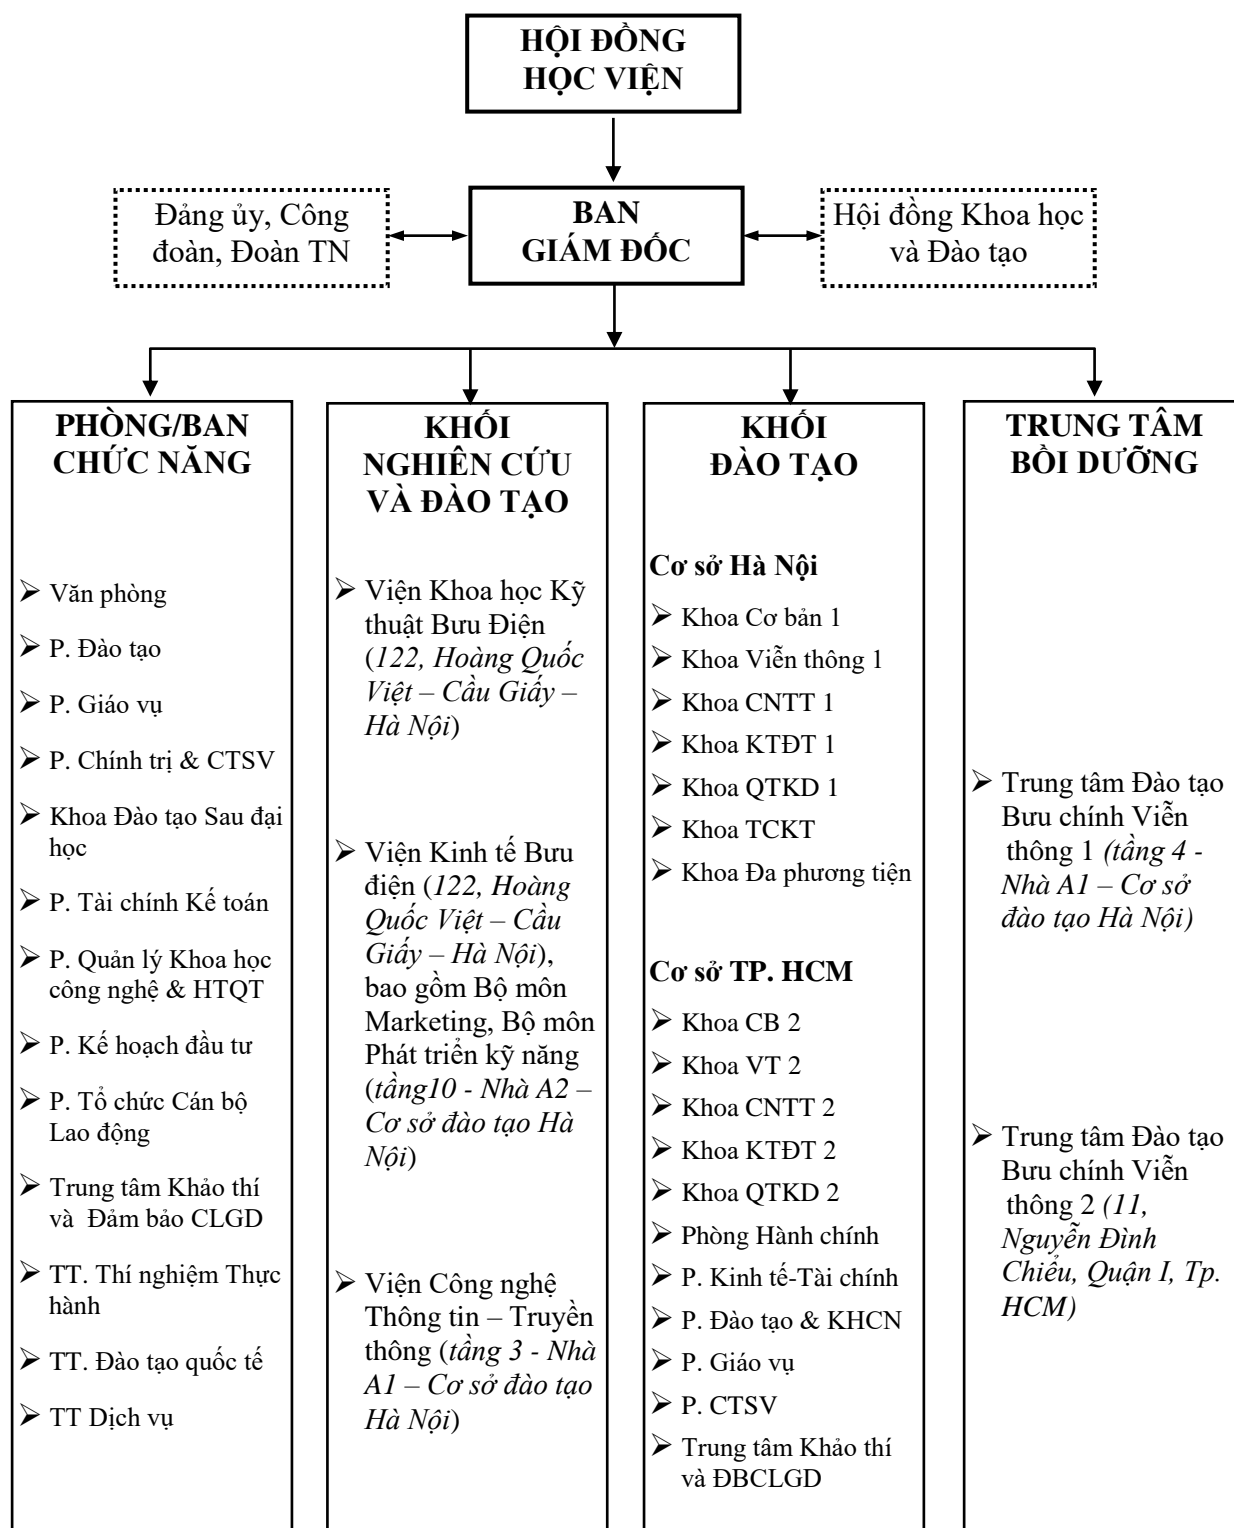 HỘI ĐỒNG
HỌC VIỆN
Đảng ủy, Công
đoàn, Đoàn TN
BAN
GIÁM ĐỐC
Hội đồng Khoa học
và Đào tạo
PHÒNG/BAN
CHỨC NĂNG
Văn phòng
P. Đào tạo
P. Giáo vụ
P. Chính trị & CTSV
Khoa Đào tạo Sau đại
học
P. Tài chính Kế toán
P. Quản lý Khoa học
công nghệ & HTQT
P. Kế hoạch đầu tư
P. Tổ chức Cán bộ
Lao động
Trung tâm Khảo thí
và Đảm bảo CLGD
TT. Thí nghiệm Thực
hành
TT. Đào tạo quốc tế
TT Dịch vụ
KHỐI
NGHIÊN CỨU
VÀ ĐÀO TẠO
Viện Khoa học Kỹ
thuật Bưu Điện
(122, Hoàng Quốc
Việt – Cầu Giấy –
Hà Nội)
Viện Kinh tế Bưu
điện (122, Hoàng
Quốc Việt – Cầu
Giấy – Hà Nội),
bao gồm Bộ môn
Marketing, Bộ môn
Phát triển kỹ năng
(tầng10 - Nhà A2 –
Cơ sở đào tạo Hà
Nội)
Viện Công nghệ
Thông tin – Truyền
thông (tầng 3 - Nhà
A1 – Cơ sở đào tạo
Hà Nội)
KHỐI
ĐÀO TẠO
Cơ sở Hà Nội
Khoa Cơ bản 1
Khoa Viễn thông 1
Khoa CNTT 1
Khoa KTĐT 1
Khoa QTKD 1
Khoa TCKT
Khoa Đa phương tiện
Cơ sở TP. HCM
Khoa CB 2
Khoa VT 2
Khoa CNTT 2
Khoa KTĐT 2
Khoa QTKD 2
Phòng Hành chính
P. Kinh tế-Tài chính
P. Đào tạo & KHCN
P. Giáo vụ
P. CTSV
Trung tâm Khảo thí
và ĐBCLGD
TRUNG TÂM
BỒI DƯỠNG
Trung tâm Đào tạo
Bưu chính Viễn
thông 1 (tầng 4 -
Nhà A1 – Cơ sở
đào tạo Hà Nội)
Trung tâm Đào tạo
Bưu chính Viễn
thông 2 (11,
Nguyễn Đình
Chiểu, Quận I, Tp.
HCM)